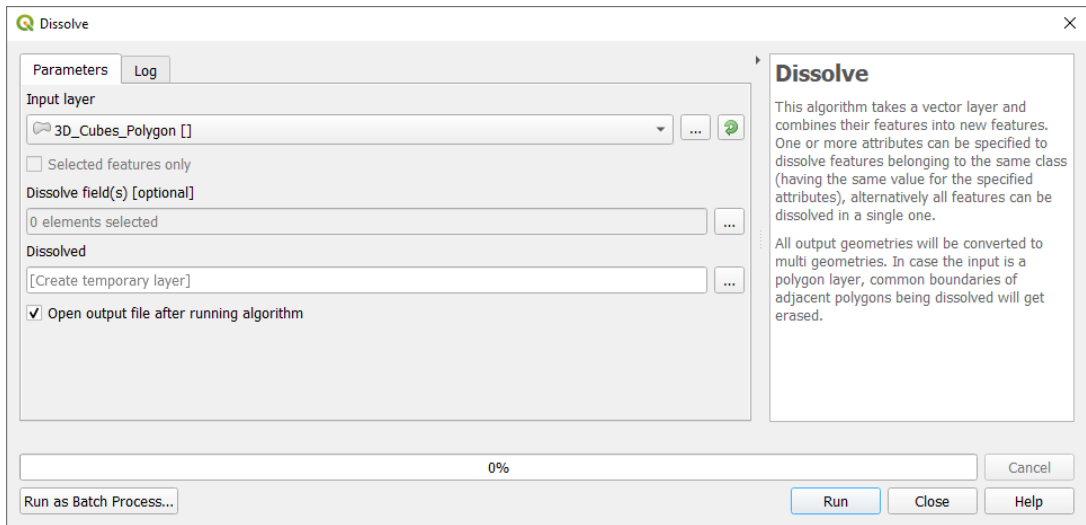 Dissolve
Parameters
Log
Input layer
3D_Cubes_Polygon []
...
Selected features only
Dissolve field(s) [optional]
0 elements selected
...
Dissolved
[Create temporary layer]
...
Open output file after running algorithm
Dissolve
This algorithm takes a vector layer and
combines their features into new features.
One or more attributes can be specified to
dissolve features belonging to the same class
(having the same value for the specified
attributes), alternatively all features can be
dissolved in a single one.
All output geometries will be converted to
multi geometries. In case the input is a
polygon layer, common boundaries of
adjacent polygons being dissolved will get
erased.
0%
Cancel
Run as Batch Process...
Run
Close
Help